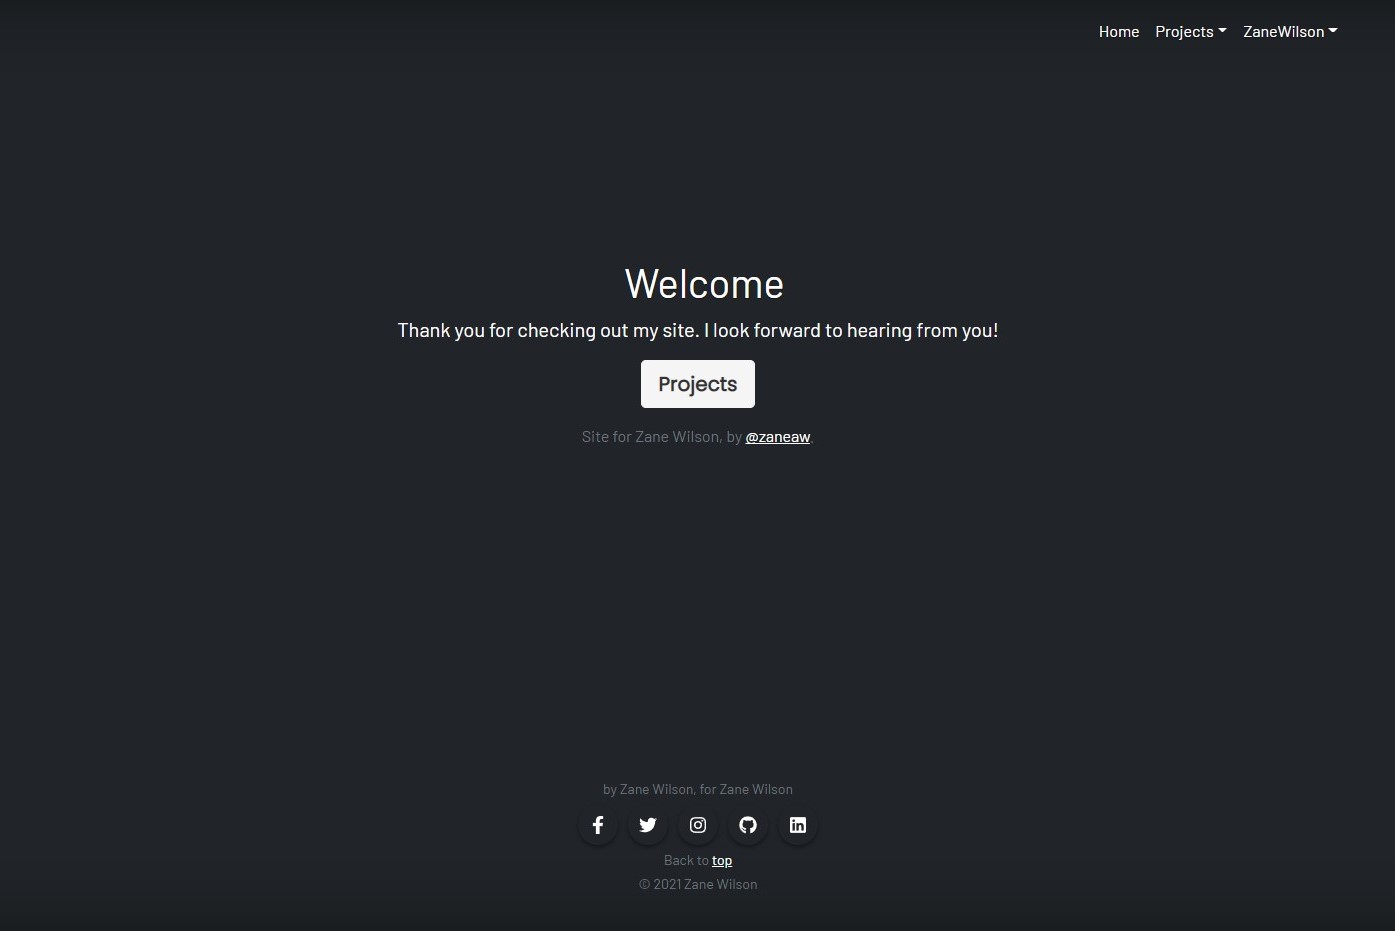 Home Projects ZaneWilson
Welcome
Thank you for checking out my site. I look forward to hearing from you!
Projects
Site for Zane Wilson, by @zaneaw.
by Zane Wilson, for Zane Wilson
Back to top
© 2021 Zane Wilson